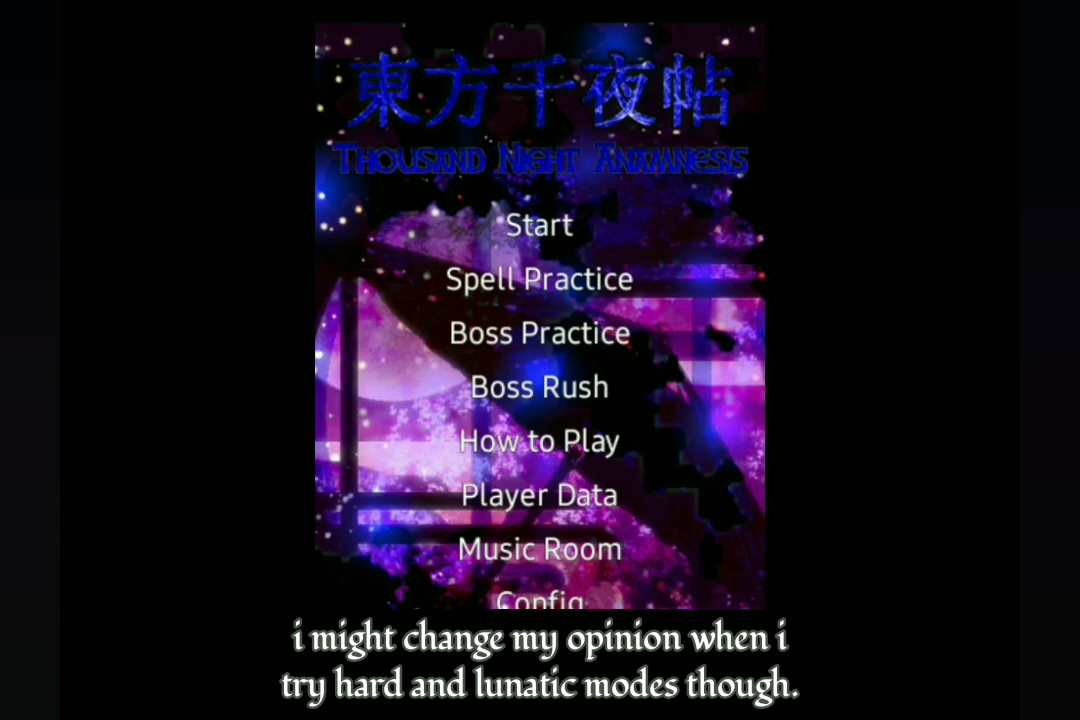 東方千夜帖
Thousand Night Anamnesis
Start
Spell Practice
Boss Practice
Boss Rush
How to Play
Player Data
Music Room
Config
i might change my opinion when i
try hard and lunatic modes though.